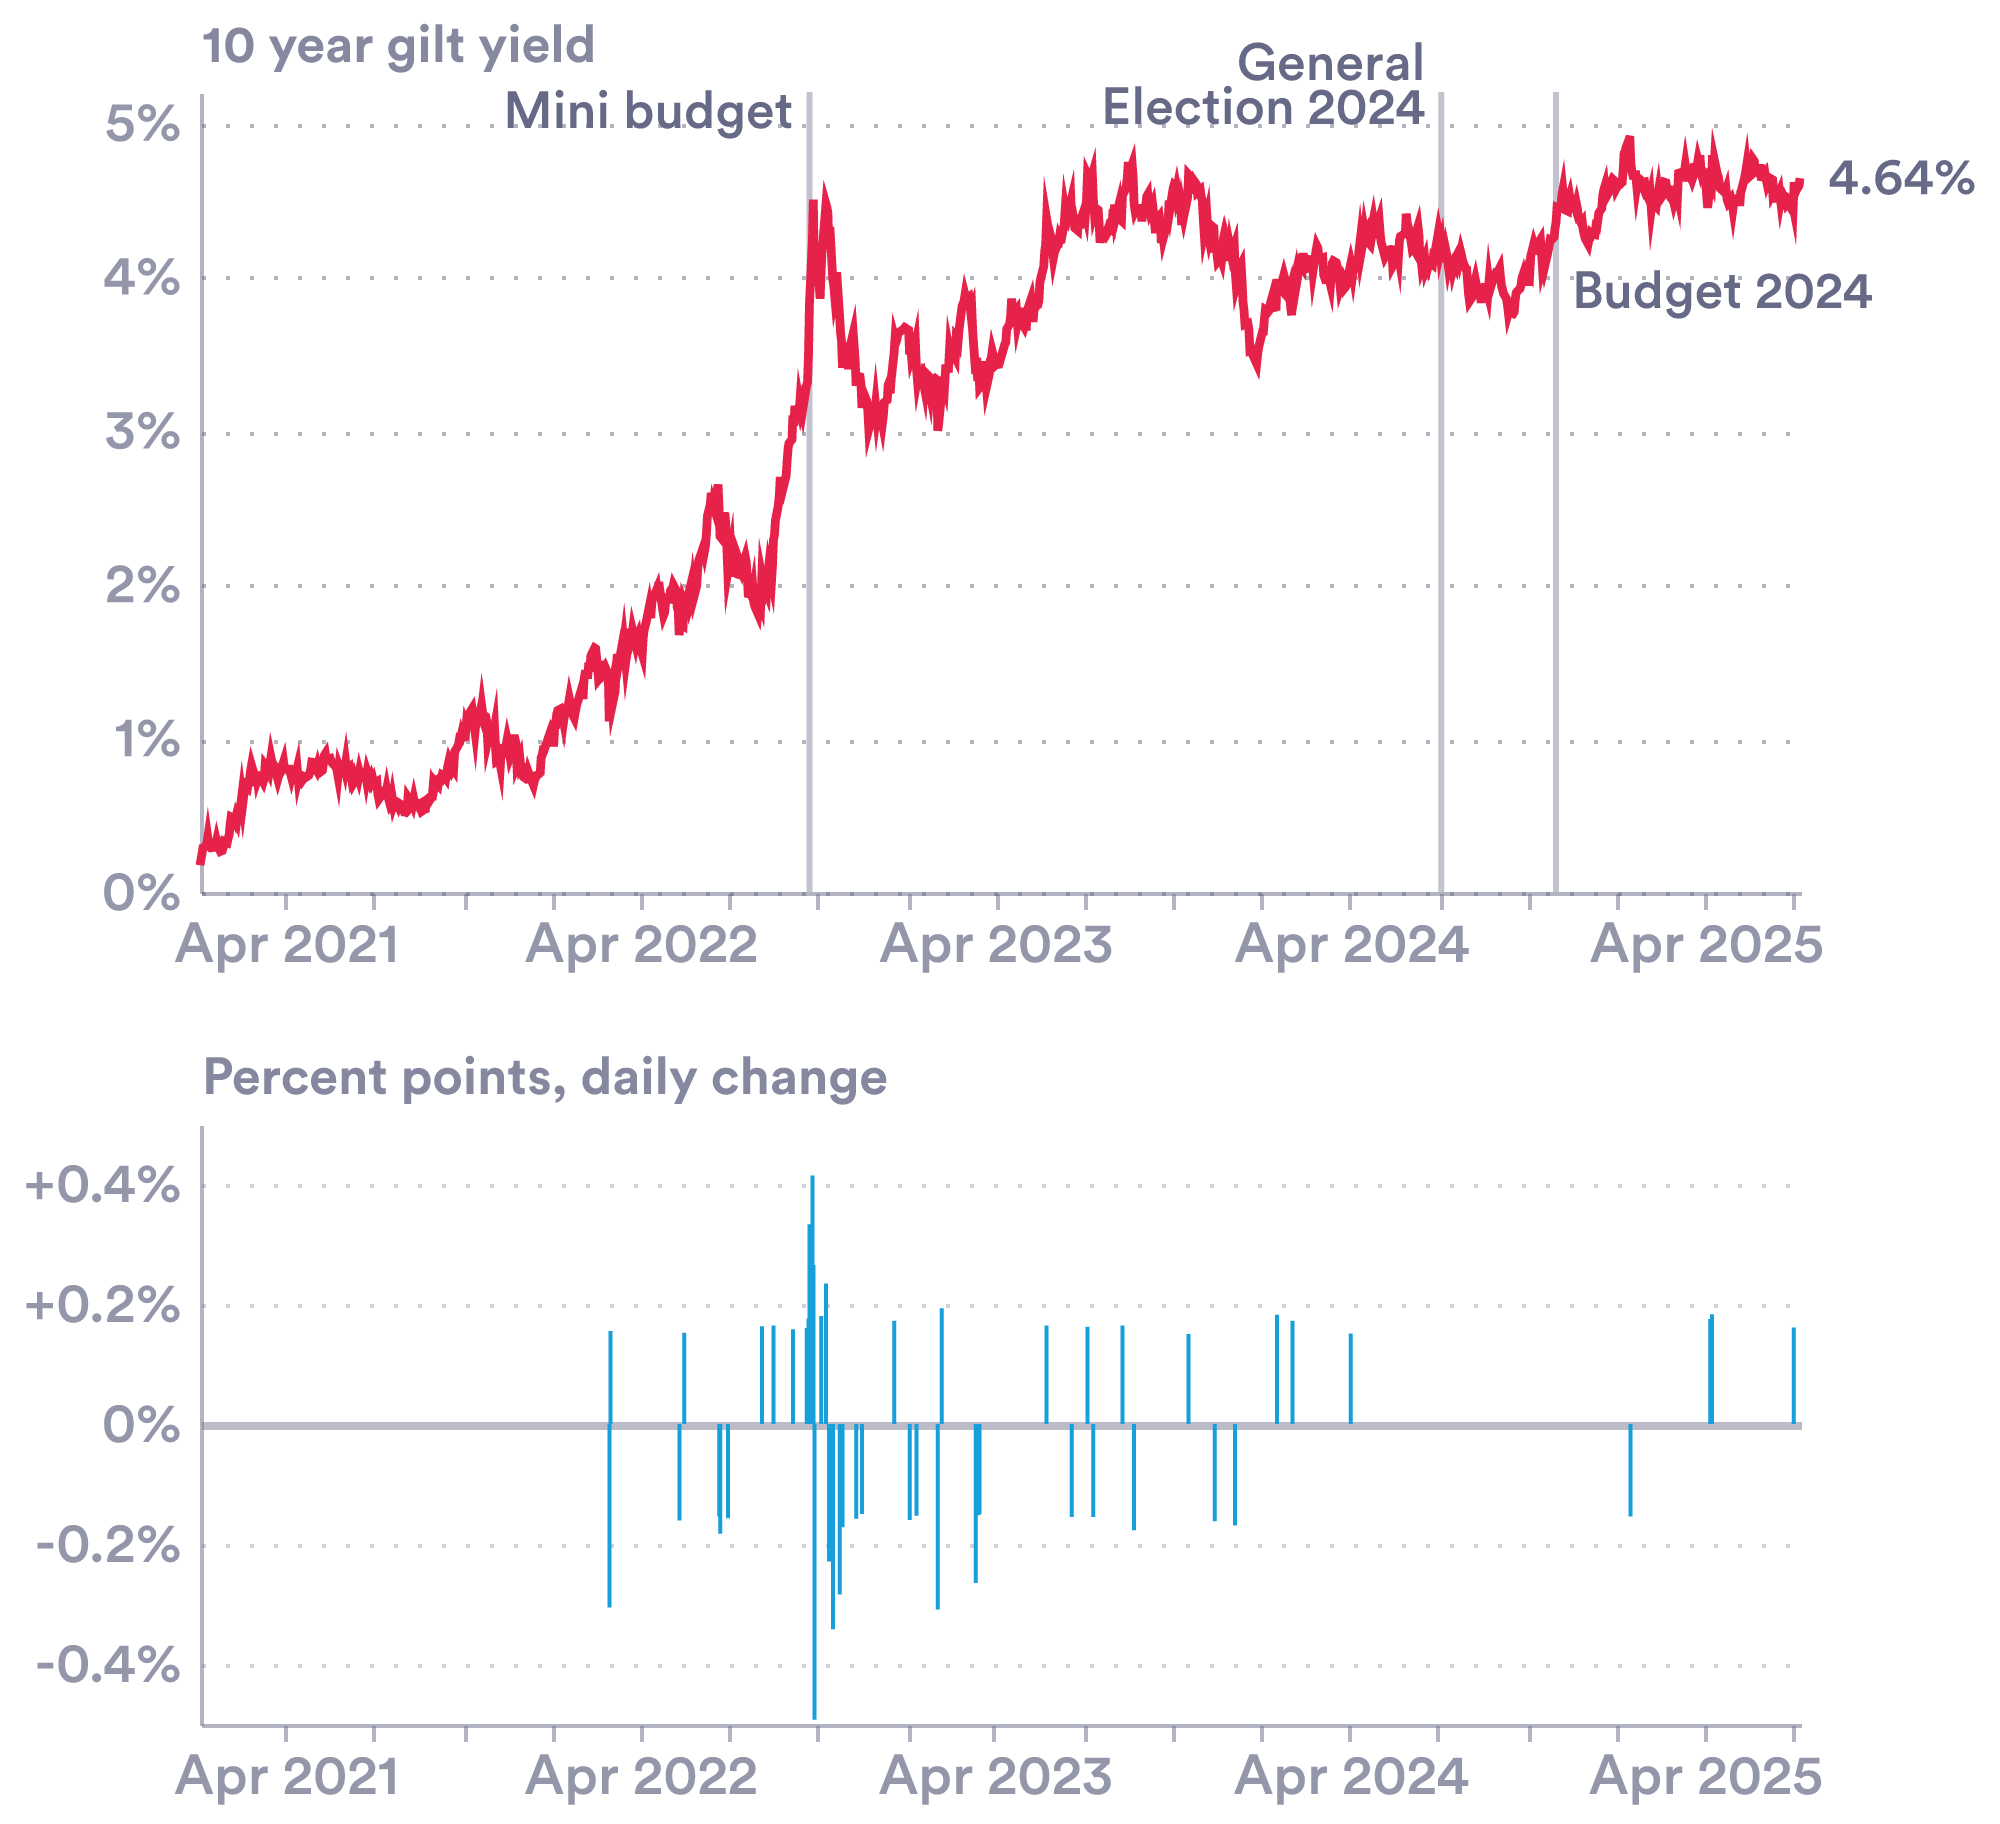 10 year gilt yield
General
Mini budget
Election 2024
5%
4.64%
4%
Budget 2024
3%
2%
1%
0%
Apr 2021
Apr 2022
Apr 2023
Apr 2024
Apr 2025
Percent points, daily change
+0.4%
+0.2%
0%
-0.2%
-0.4%
Apr 2021
Apr 2022
Apr 2023
Apr 2024
Apr 2025